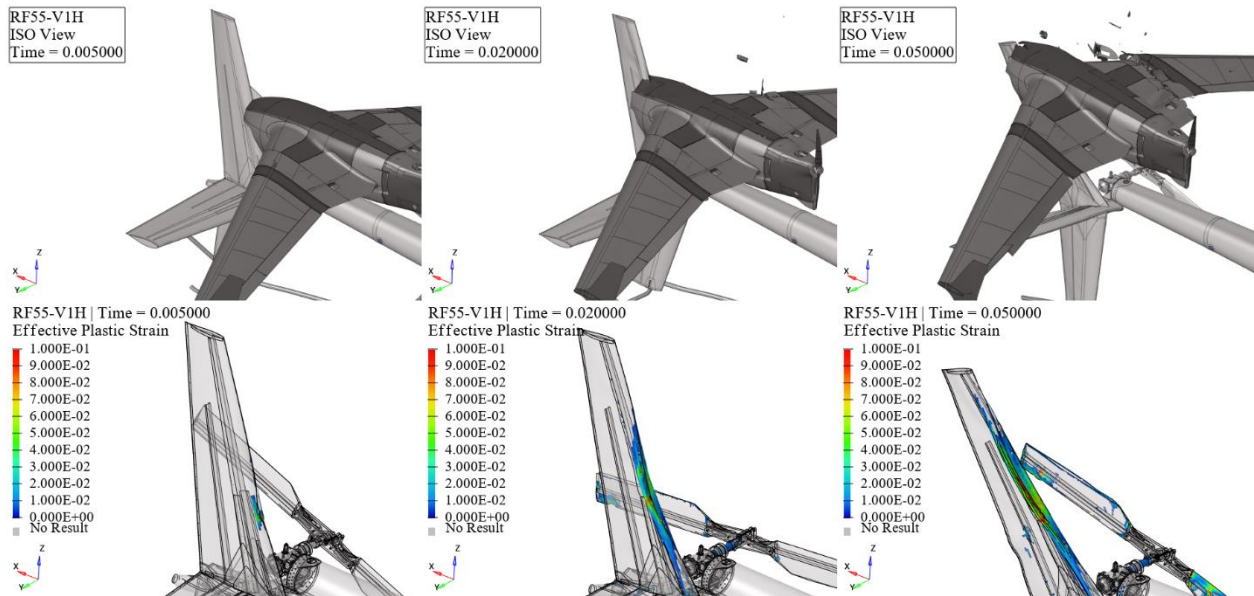 RF55-V1H
ISO View
Time = 0.005000
Z
X
Y
RF55-V1H
ISO View
Time = 0.020000
Z
X
Y
RF55-V1H
ISO View
Time = 0.050000
Z
X
Y
RF55-V1H | Time = 0.005000
Effective Plastic Strain
1.000E-01
9.000E-02
8.000E-02
7.000E-02
6.000E-02
5.000E-02
4.000E-02
3.000E-02
2.000E-02
1.000E-02
0.000E+00
No Result
Z
X
Y
RF55-V1H | Time = 0.020000
Effective Plastic Strain
1.000E-01
9.000E-02
8.000E-02
7.000E-02
6.000E-02
5.000E-02
4.000E-02
3.000E-02
2.000E-02
1.000E-02
0.000E+00
No Result
Z
X
Y
RF55-V1H | Time = 0.050000
Effective Plastic Strain
1.000E-01
9.000E-02
8.000E-02
7.000E-02
6.000E-02
5.000E-02
4.000E-02
3.000E-02
2.000E-02
1.000E-02
0.000E+00
No Result
Z
X
Y